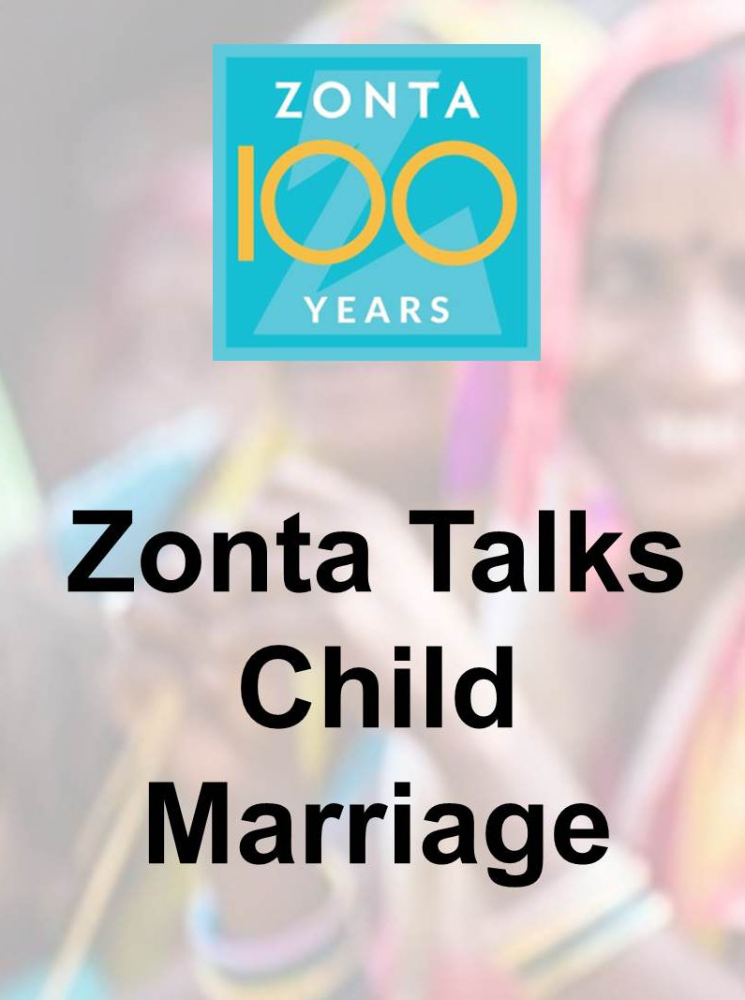 ZONTA
100
YEARS
Zonta Talks
Child
Marriage